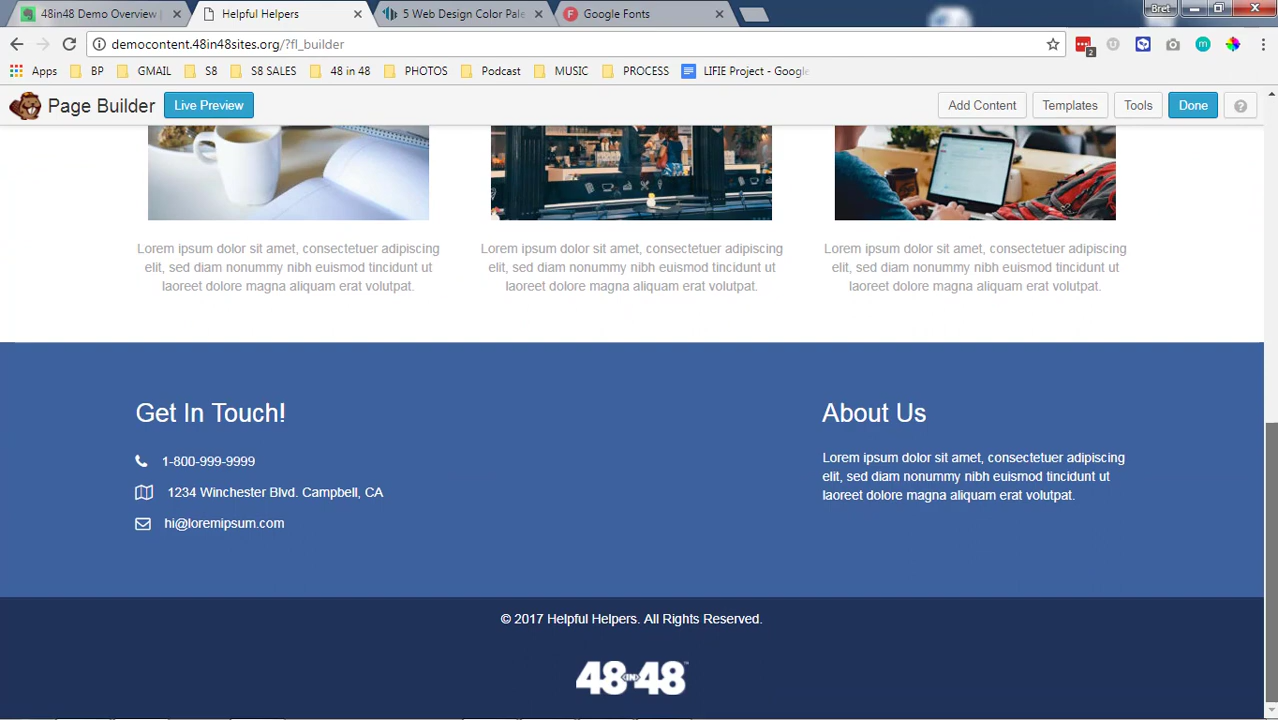 48in48 Demo Overview
Helpful Helpers
5 Web Design Color Pale
Google Fonts
Bret
democontent.48in48sites.org/?fl_builder
2
m
Apps
BP
GMAIL
S8
S8 SALES
48 in 48
PHOTOS
Podcast
MUSIC
PROCESS
LIFIE Project - Google
Page Builder
Live Preview
Add Content
Templates
Tools
Done
?
Lorem ipsum dolor sit amet, consectetuer adipiscing
elit, sed diam nonummy nibh euismod tincidunt ut
laoreet dolore magna aliquam erat volutpat.
Lorem ipsum dolor sit amet, consectetuer adipiscing
elit, sed diam nonummy nibh euismod tincidunt ut
laoreet dolore magna aliquam erat volutpat.
Lorem ipsum dolor sit amet, consectetuer adipiscing
elit, sed diam nonummy nibh euismod tincidunt ut
laoreet dolore magna aliquam erat volutpat.
Get In Touch!
1-800-999-9999
1234 Winchester Blvd. Campbell, CA
hi@loremipsum.com
About Us
Lorem ipsum dolor sit amet, consectetuer adipiscing
elit, sed diam nonummy nibh euismod tincidunt ut
laoreet dolore magna aliquam erat volutpat.
© 2017 Helpful Helpers. All Rights Reserved.
48 IN 48™